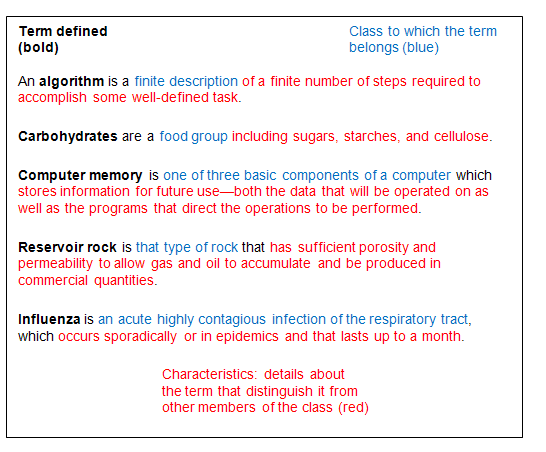 Term defined
(bold)
Class to which the term
belongs (blue)
An algorithm is a finite description of a finite number of steps required to
accomplish some well-defined task.
Carbohydrates are a food group including sugars, starches, and cellulose.
Computer memory is one of three basic components of a computer which
stores information for future use—both the data that will be operated on as
well as the programs that direct the operations to be performed.
Reservoir rock is that type of rock that has sufficient porosity and
permeability to allow gas and oil to accumulate and be produced in
commercial quantities.
Influenza is an acute highly contagious infection of the respiratory tract,
which occurs sporadically or in epidemics and that lasts up to a month.
Characteristics: details about
the term that distinguish it from
other members of the class (red)